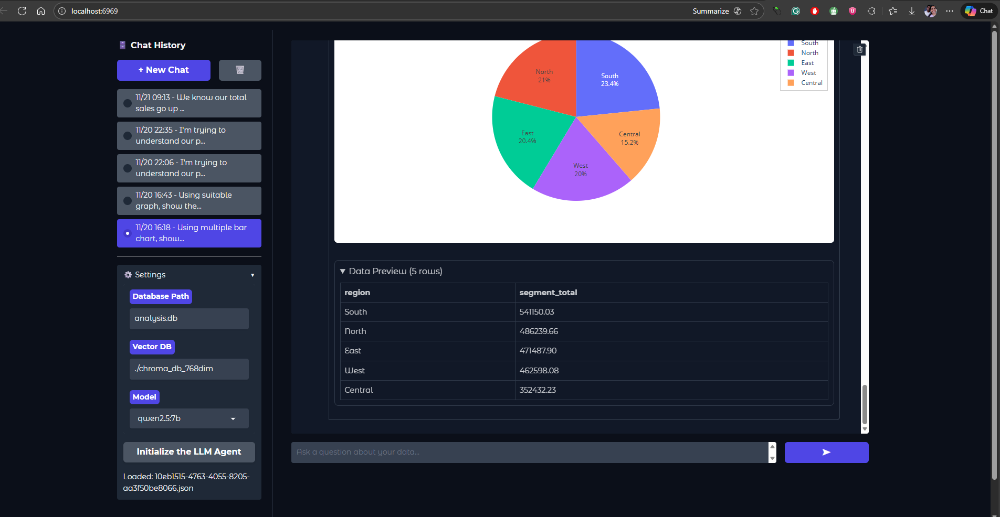 localhost:6969
Summarize
Chat
Chat History
+ New Chat
11/21 09:13 - We know our total
sales go up ...
11/20 22:35 - I'm trying to
understand our p...
11/20 22:06 - I'm trying to
understand our p...
11/20 16:43 - Using suitable
graph, show the...
11/20 16:18 - Using multiple bar
chart, show...
Settings
Database Path
analysis.db
Vector DB
./chroma_db_768dim
Model
qwen2.5:7b
Initialize the LLM Agent
Loaded: 10eb1515-4763-4055-8205-
aa3f50be8066.json
South
North
East
West
Central
North
21%
South
23.4%
East
20.4%
Central
15.2%
West
20%
Data Preview (5 rows)
region segment_total
South 541150.03
North 486239.66
East 471487.90
West 462598.08
Central 352432.23
Ask a question about your data...